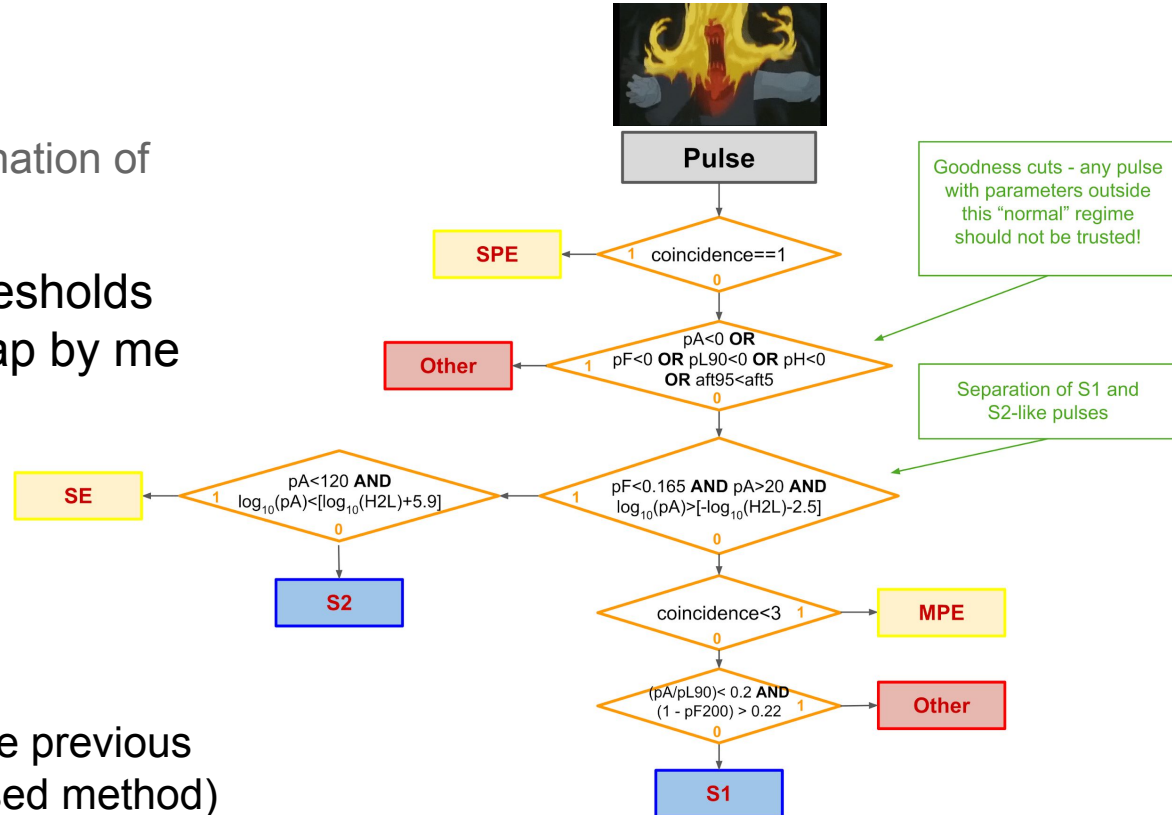 nation of
esholds
ap by me
e previous
sed method)
Pulse
Goodness cuts - any pulse
with parameters outside
this “normal” regime
should not be trusted!
SPE
1
coincidence==1
0
pA<0 OR
pF<0 OR pL90<0 OR pH<0
OR aft95<aft5
1
0
Other
Separation of S1 and
S2-like pulses
pF<0.165 AND pA>20 AND
log10(pA)>[-log10(H2L)-2.5]
1
0
pA<120 AND
log10(pA)<[log10(H2L)+5.9]
1
0
SE
S2
coincidence<3
1
0
MPE
(pA/pL90)< 0.2 AND
(1 - pF200) > 0.22
1
0
Other
S1